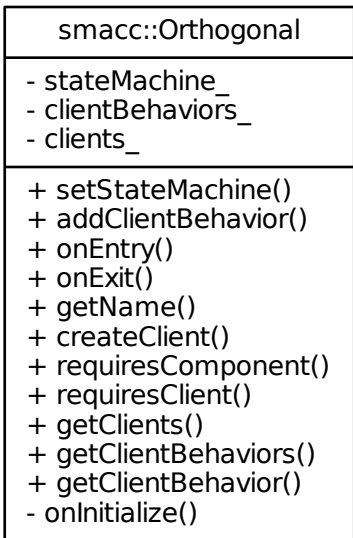 smacc::Orthogonal
- stateMachine_
- clientBehaviors_
- clients_
+ setStateMachine()
+ addClientBehavior()
+ onEntry()
+ onExit()
+ getName()
+ createClient()
+ requiresComponent()
+ requiresClient()
+ getClients()
+ getClientBehaviors()
+ getClientBehavior()
- onInitialize()